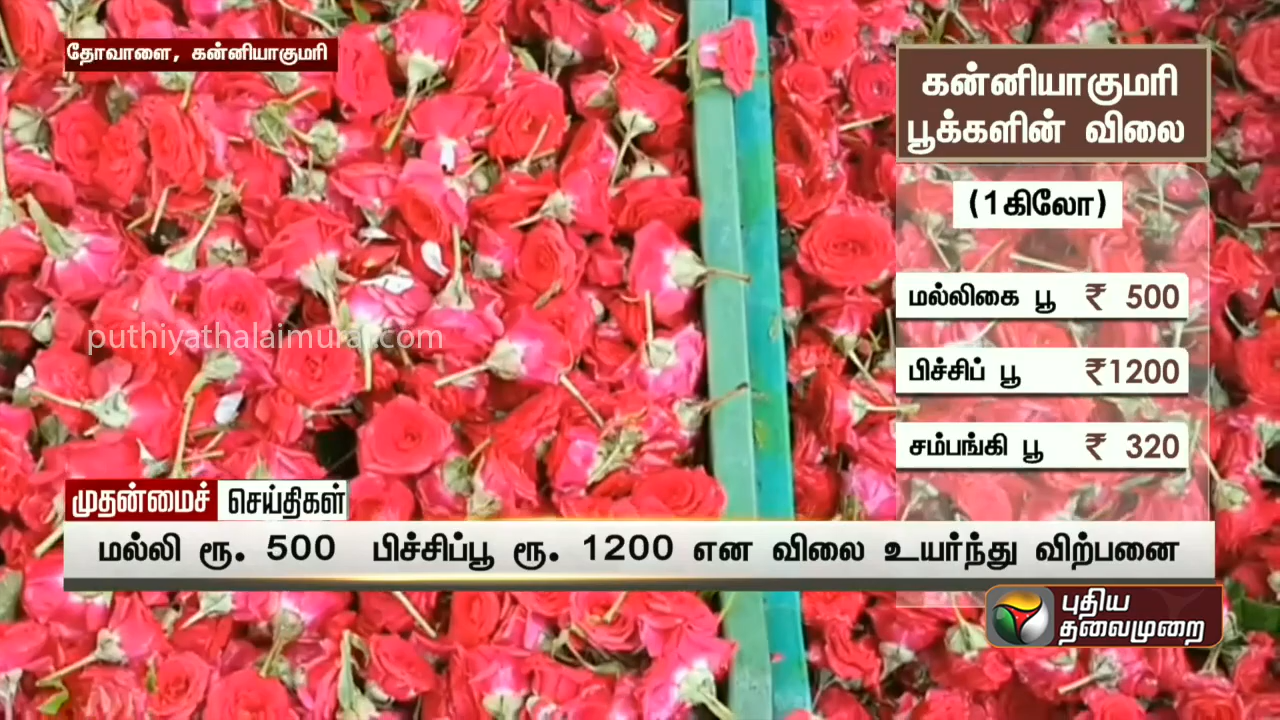 தோவாளை, கன்னியாகுமரி
கன்னியாகுமரி
பூக்களின் விலை
(1கிலோ)
மல்லிகை பூ ₹ 500
பிச்சிப் பூ ₹1200
சம்பங்கி பூ ₹ 320
puthiyathalaimurai.com
முதன்மைச் செய்திகள்
மல்லி ரூ. 500 பிச்சிப்பூ ரூ. 1200 என விலை உயர்ந்து விற்பனை
புதிய
தலைமுறை